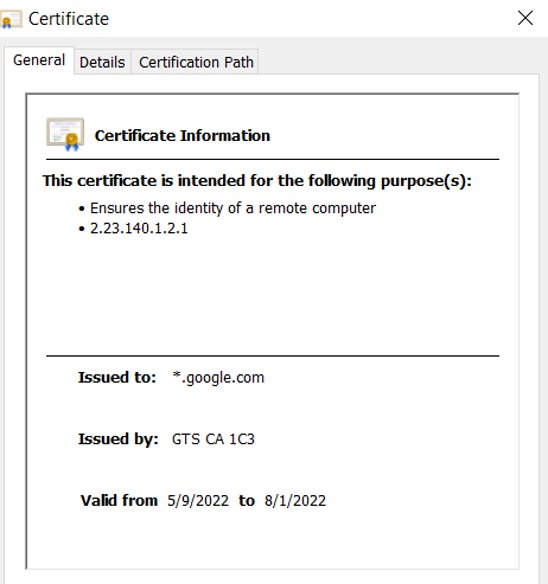 Certificate
General Details Certification Path
Certificate Information
This certificate is intended for the following purpose(s):
• Ensures the identity of a remote computer
• 2.23.140.1.2.1
Issued to: *.google.com
Issued by: GTS CA 1C3
Valid from 5/9/2022 to 8/1/2022